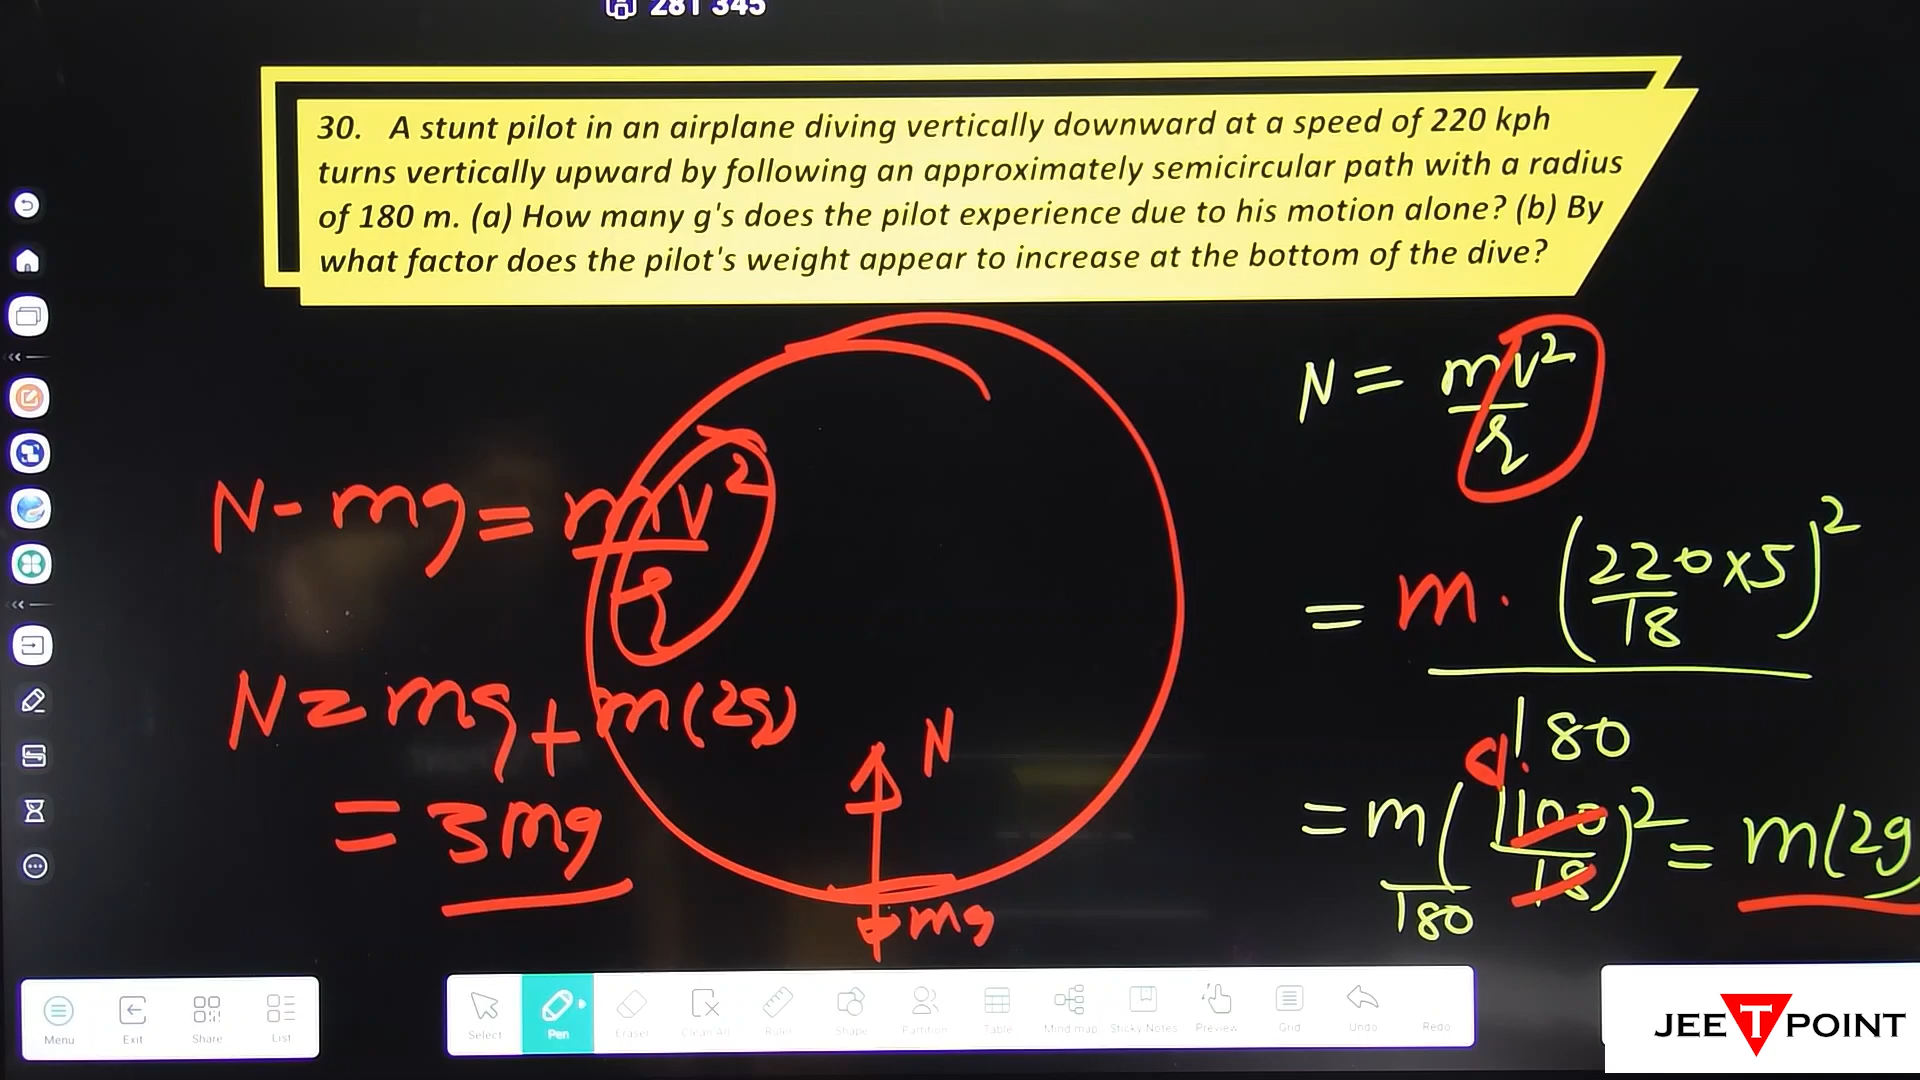 281 345
30. A stunt pilot in an airplane diving vertically downward at a speed of 220 kph
turns vertically upward by following an approximately semicircular path with a radius
of 180 m. (a) How many g's does the pilot experience due to his motion alone? (b) By
what factor does the pilot's weight appear to increase at the bottom of the dive?
N - mg = mv²/r
N = mg + m(2g)
= 3mg
N
mg
N = mv²/r
= m · (220/18 × 5)²
180
= m/180 (1100/18)² = m(2g)
Menu
Exit
Share
List
Select
Pen
Eraser
Clean All
Ruler
Shape
Partition
Table
Mind map
Sticky Notes
Preview
Grid
Undo
Redo
JEE T POINT